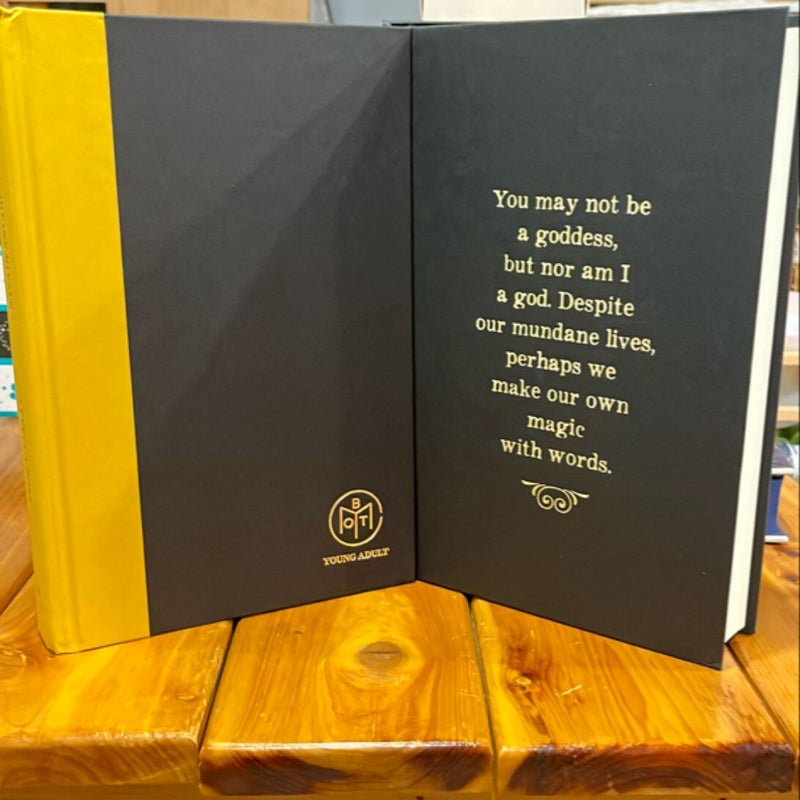 B
OT
YOUNG ADULT
You may not be
a goddess,
but nor am I
a god. Despite
our mundane lives,
perhaps we
make our own
magic
with words.